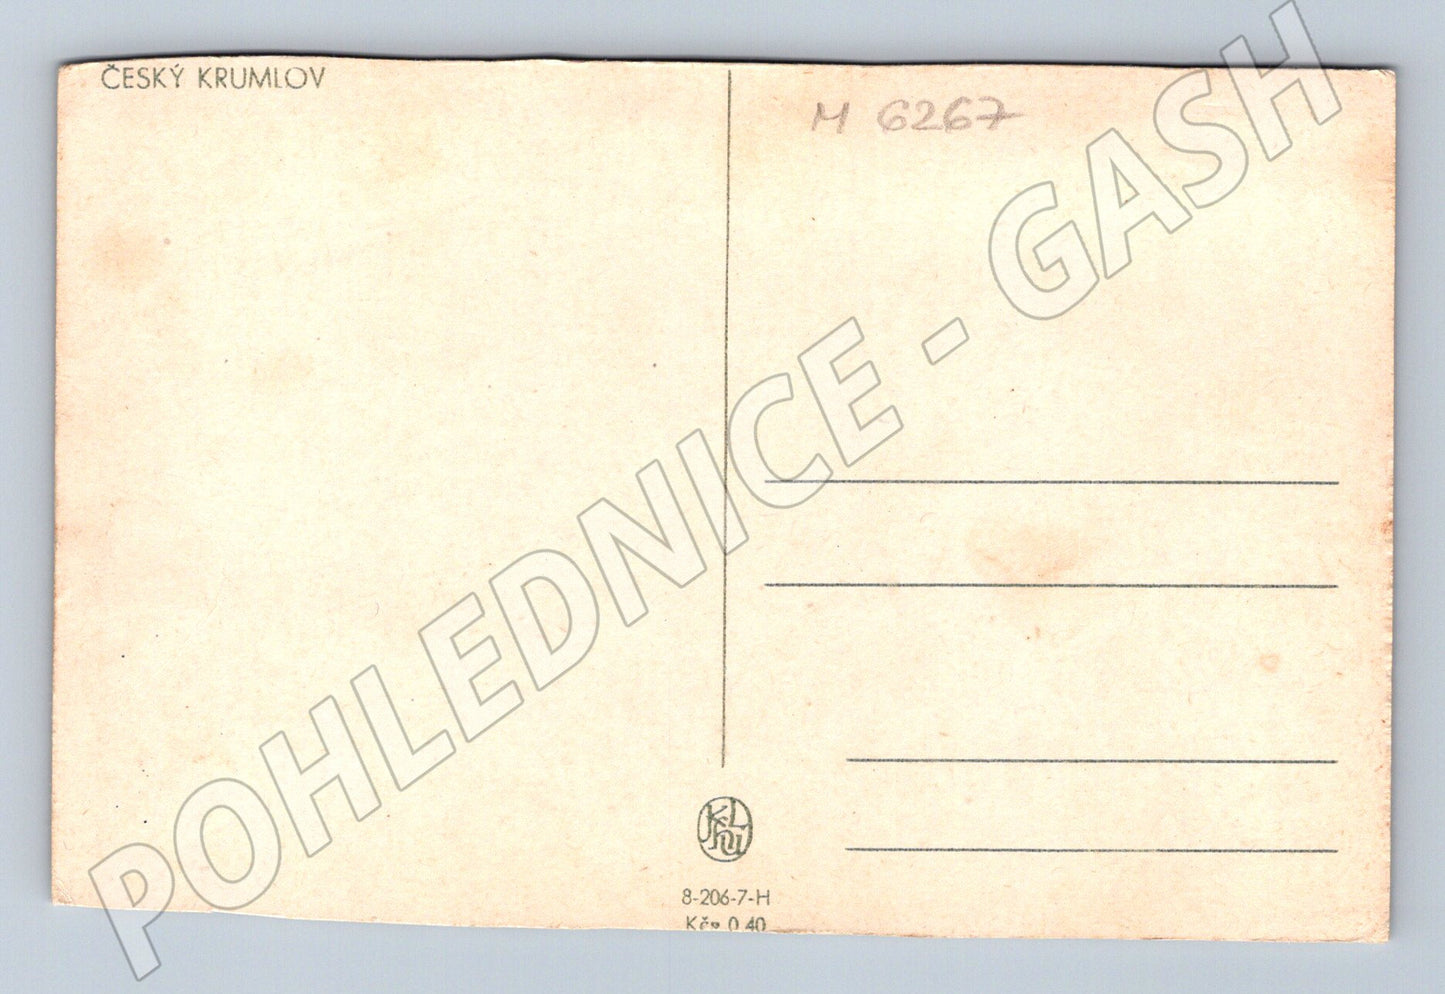 ČESKÝ KRUMLOV
M 6267
POHLEDNICE - GASH
8-206-7-H
Kčs 0,40